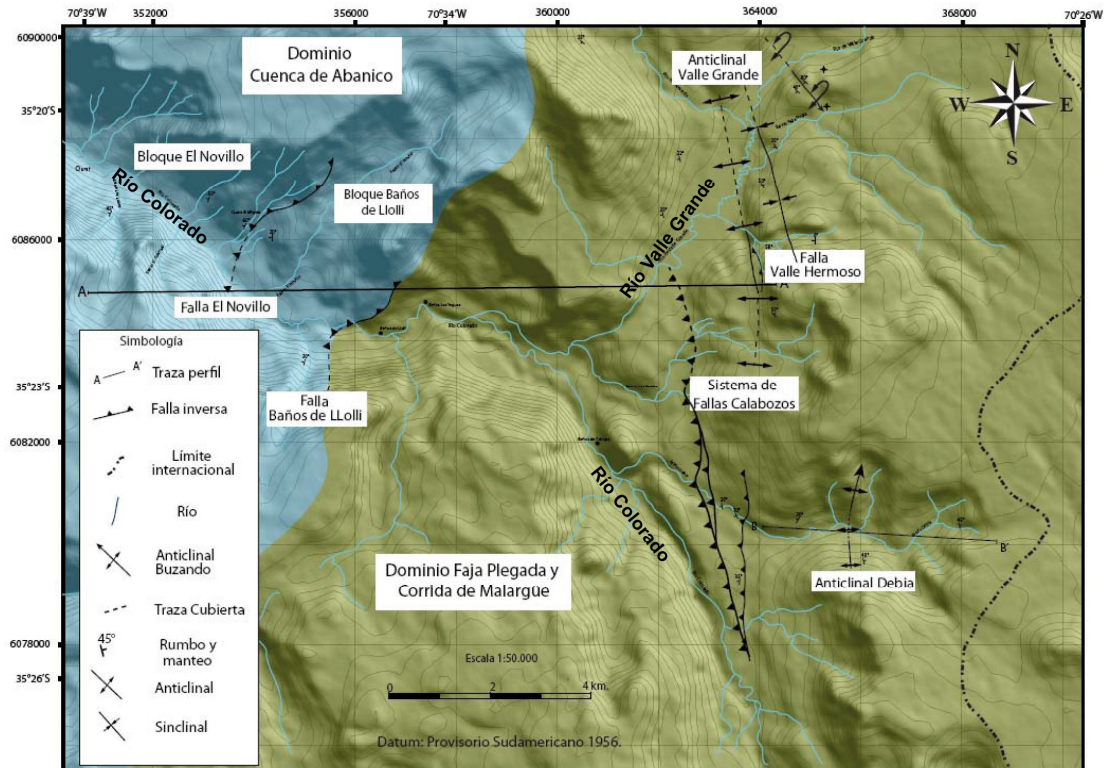 70°39'W
352000
356000
70°34'W
360000
364000
368000
70°26'W
6090000
35°20'S
6086000
35°23'S
6082000
6078000
35°26'S
Dominio
Cuenca de Abanico
Anticlinal
Valle Grande
N
W
E
S
Bloque El Novillo
Bloque Baños
de Llolli
Río Colorado
Río Valle Grande
Falla
Valle Hermoso
A
A
Falla El Novillo
Falla
Baños de LLolli
Sistema de
Fallas Calabozos
Río Colorado
Río Colorado
B
B'
Anticlinal Debia
Dominio Faja Plegada y
Corrida de Malargüe
Simbología
A
A'
Traza perfil
Falla inversa
Límite
internacional
Río
Anticlinal
Buzando
Traza Cubierta
45°
Rumbo y
manteo
Anticlinal
Sinclinal
Escala 1:50.000
0
2
4 km.
Datum: Provisorio Sudamericano 1956.